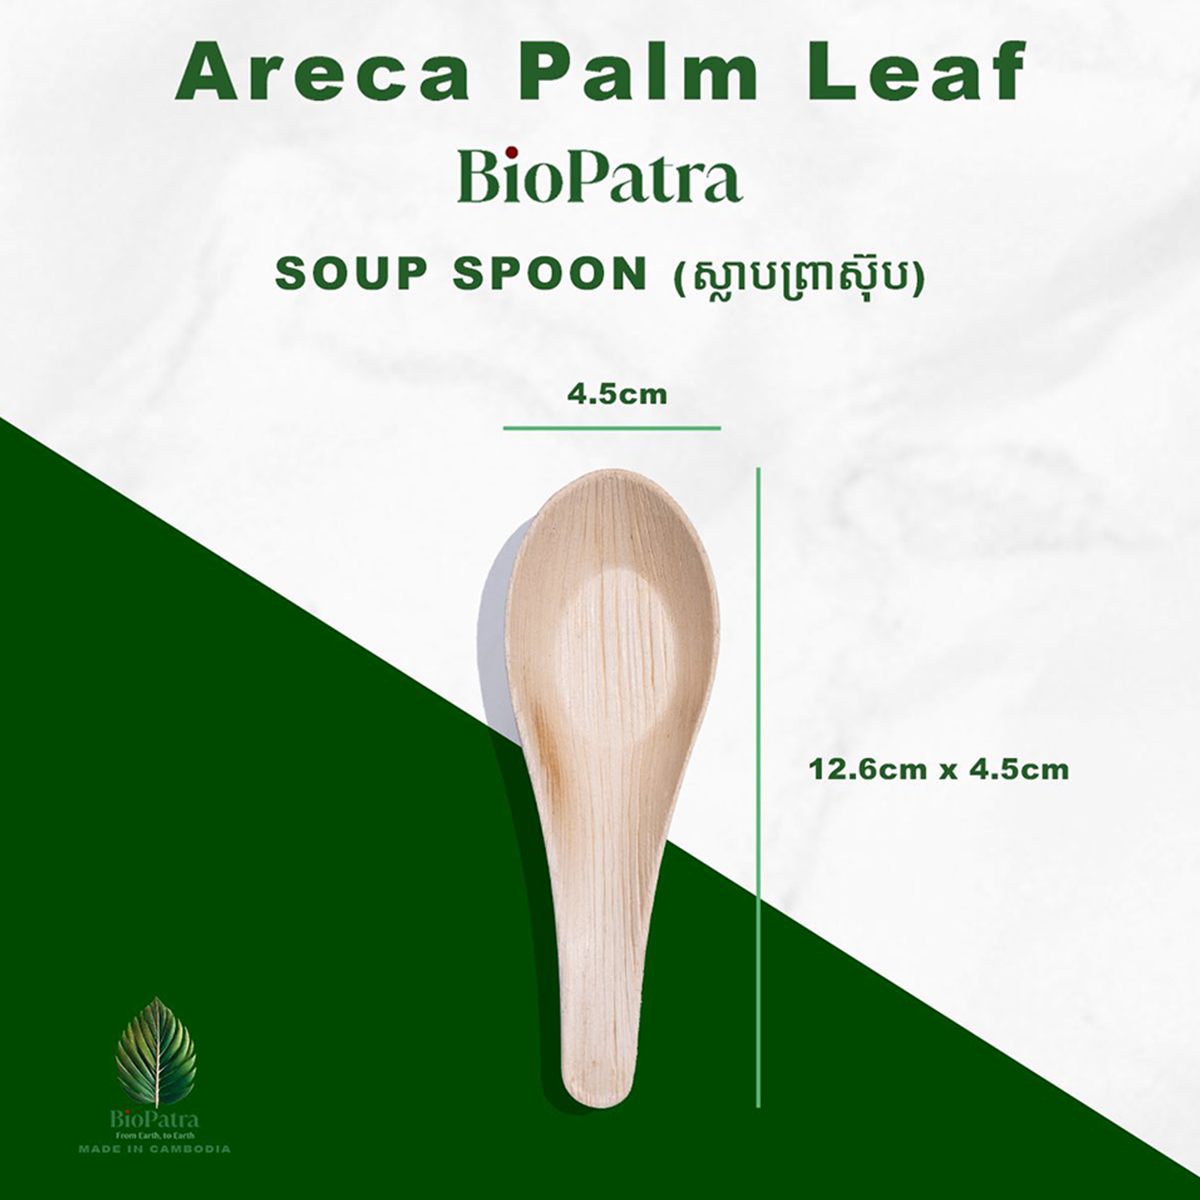 Areca Palm Leaf
BioPatra
SOUP SPOON (ស្លាបព្រាស៊ុប)
4.5cm
12.6cm x 4.5cm
BioPatra
From Earth, to Earth
MADE IN CAMBODIA